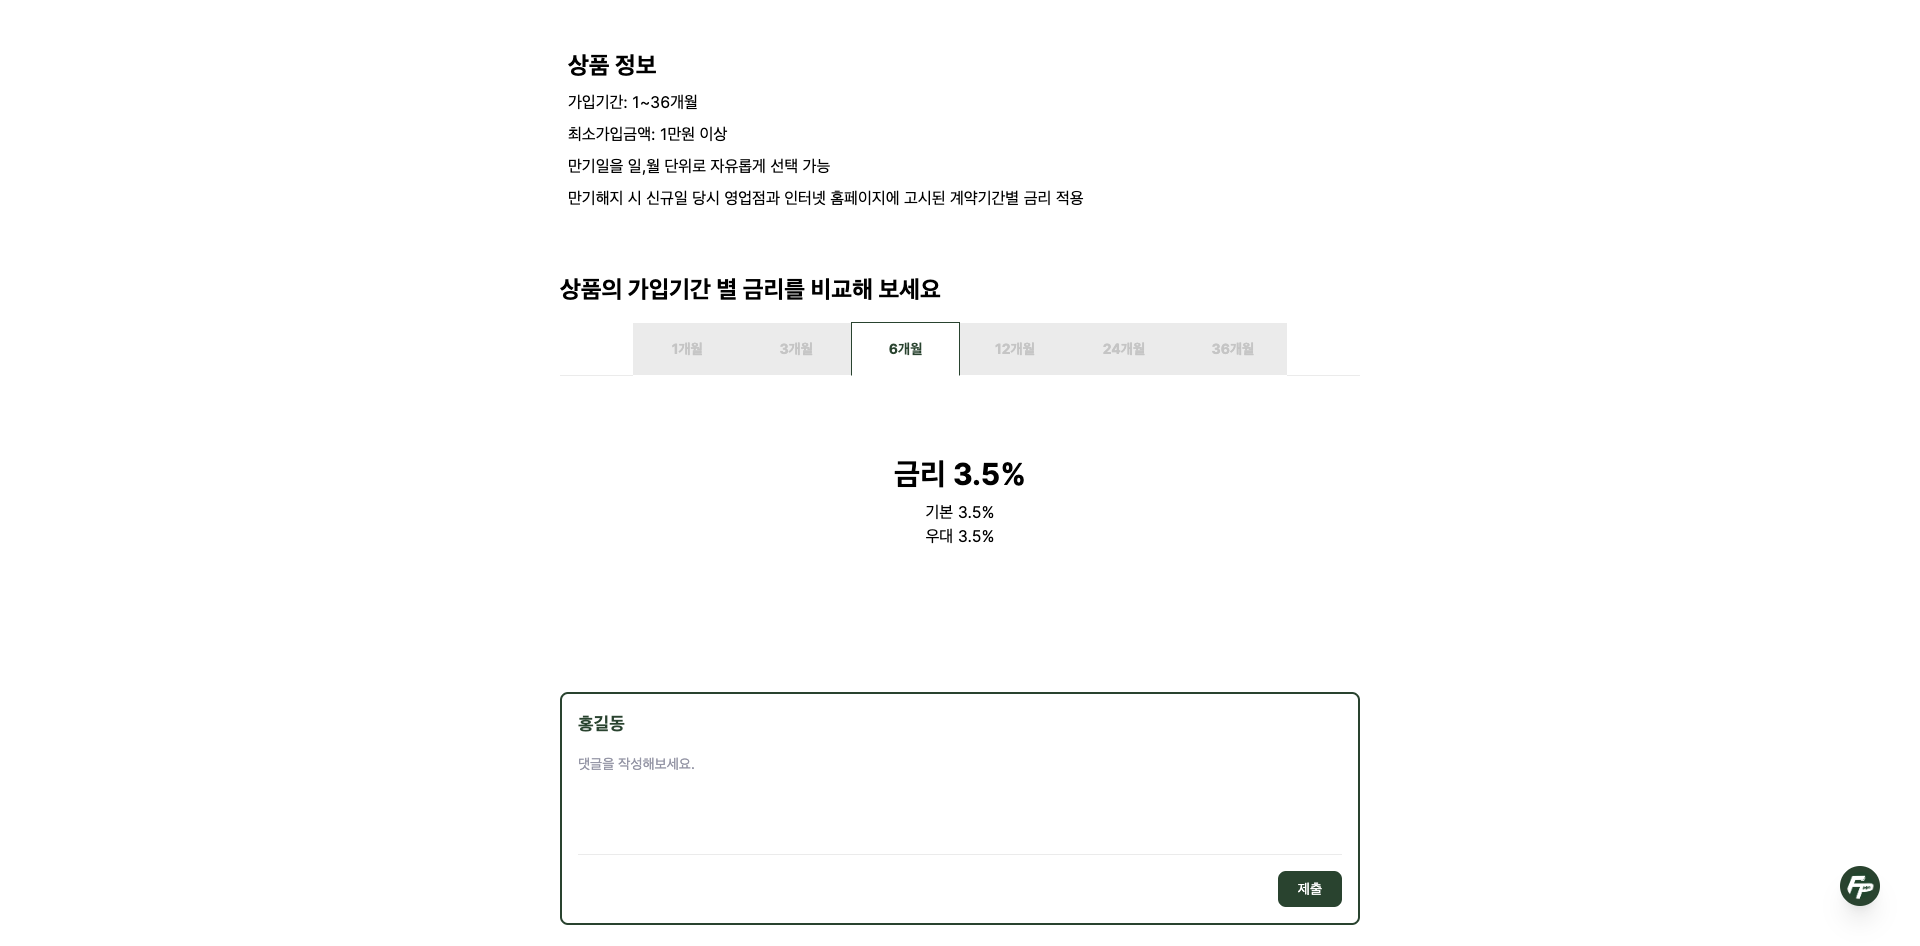 상품 정보
가입기간: 1~36개월
최소가입금액: 1만원 이상
만기일을 일,월 단위로 자유롭게 선택 가능
만기해지 시 신규일 당시 영업점과 인터넷 홈페이지에 고시된 계약기간별 금리 적용
상품의 가입기간 별 금리를 비교해 보세요
1개월 3개월 6개월 12개월 24개월 36개월
금리 3.5%
기본 3.5%
우대 3.5%
홍길동
댓글을 작성해보세요.
제출
FP